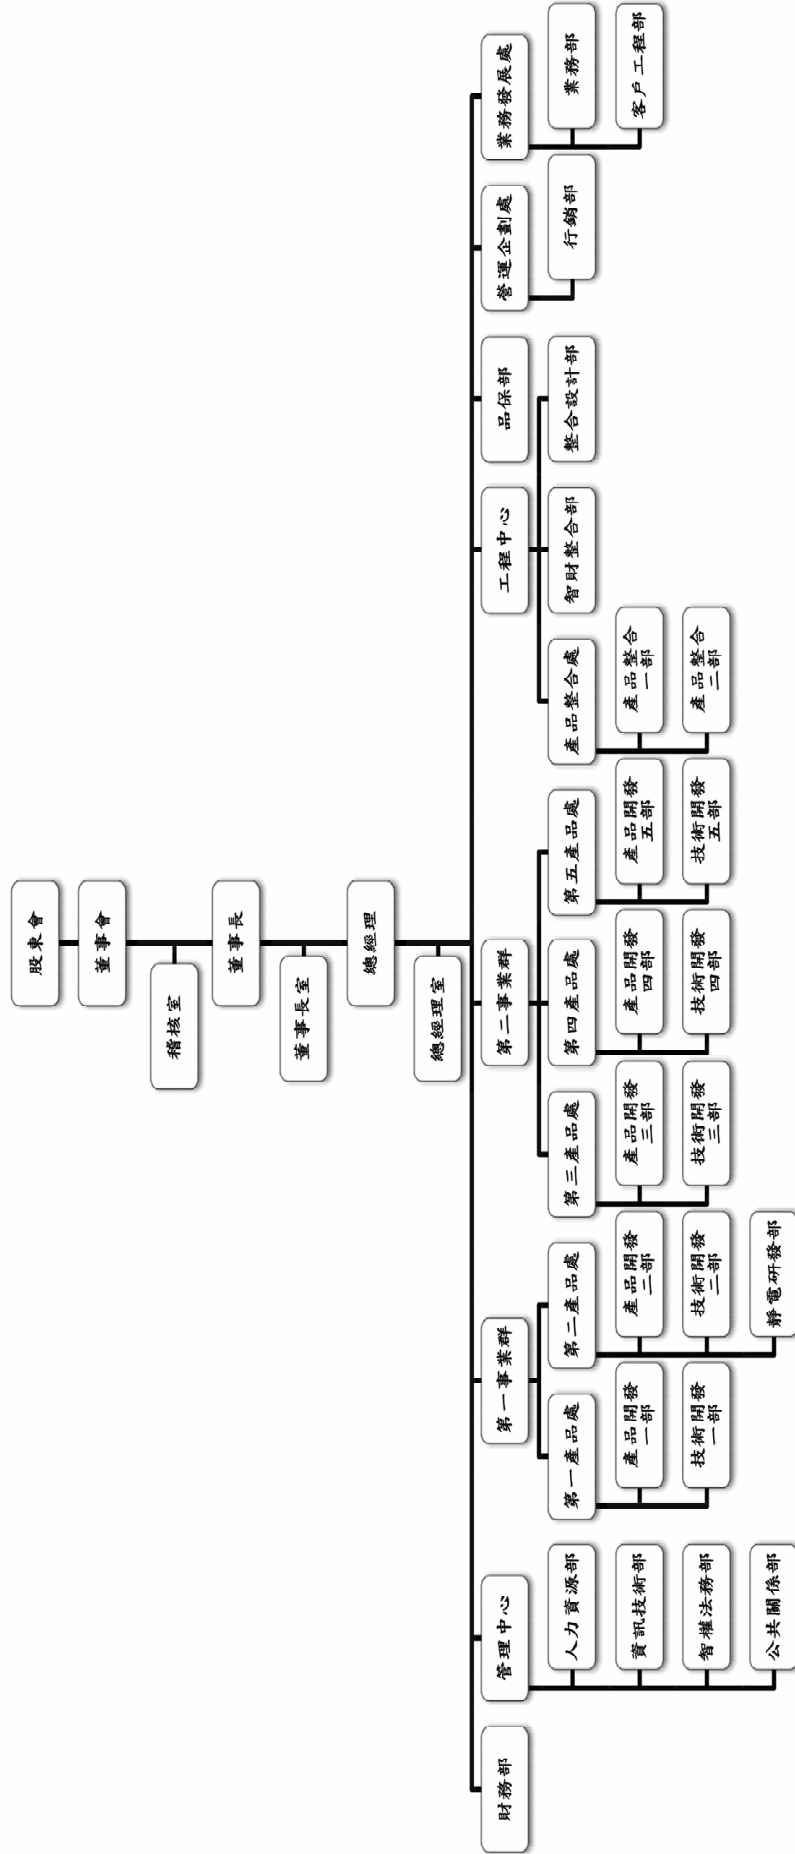 股東會
董事會
稽核室
董事長
董事長室
總經理
總經理室
財務部
管理中心
第一事業群
第二事業群
工程中心
品保部
營運企劃處
業務發展處
人力資源部
資訊技術部
智權法務部
公共關係部
第一產品處
產品開發
一部
技術開發
一部
第二產品處
產品開發
二部
技術開發
二部
靜電研發部
第三產品處
產品開發
三部
技術開發
三部
第四產品處
產品開發
四部
技術開發
四部
第五產品處
產品開發
五部
技術開發
五部
產品整合處
產品整合
一部
產品整合
二部
智財整合部
整合設計部
行銷部
業務部
客戶工程部